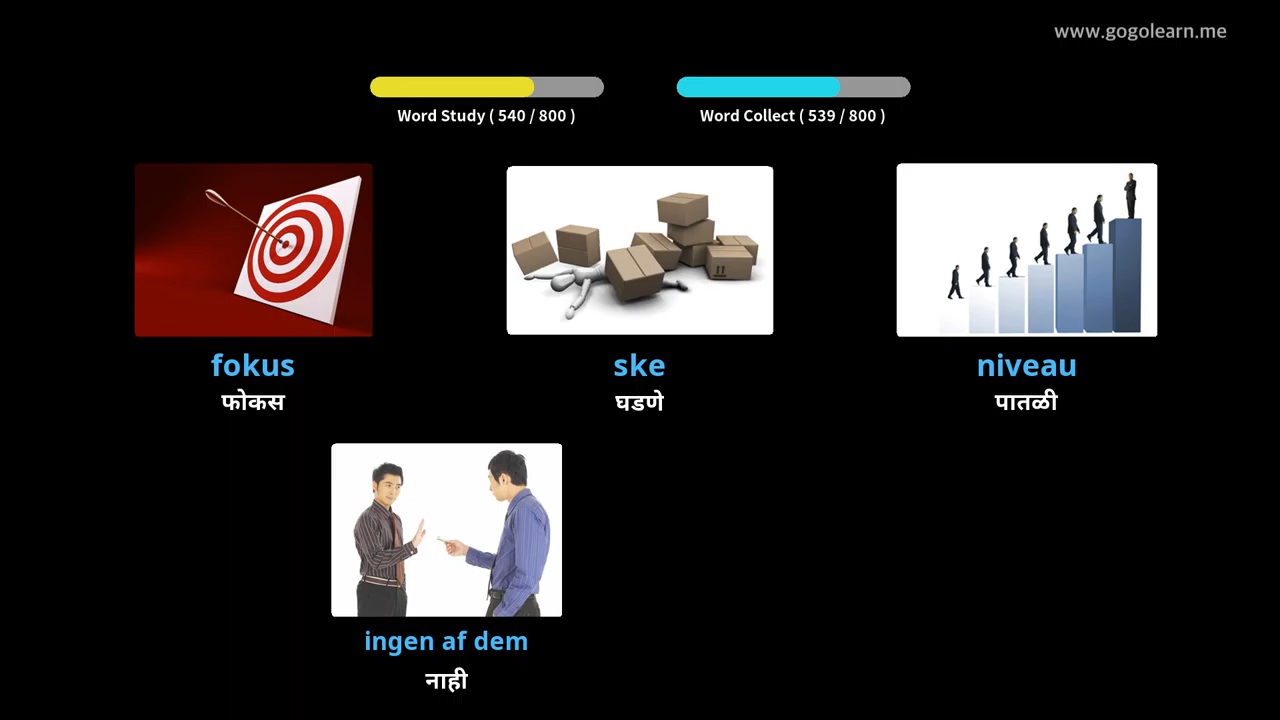 www.gogolearn.me
Word Study ( 540 / 800 )
Word Collect ( 539 / 800 )
fokus
ske
niveau
फोकस
घडणे
पातळी
ingen af dem
नाही